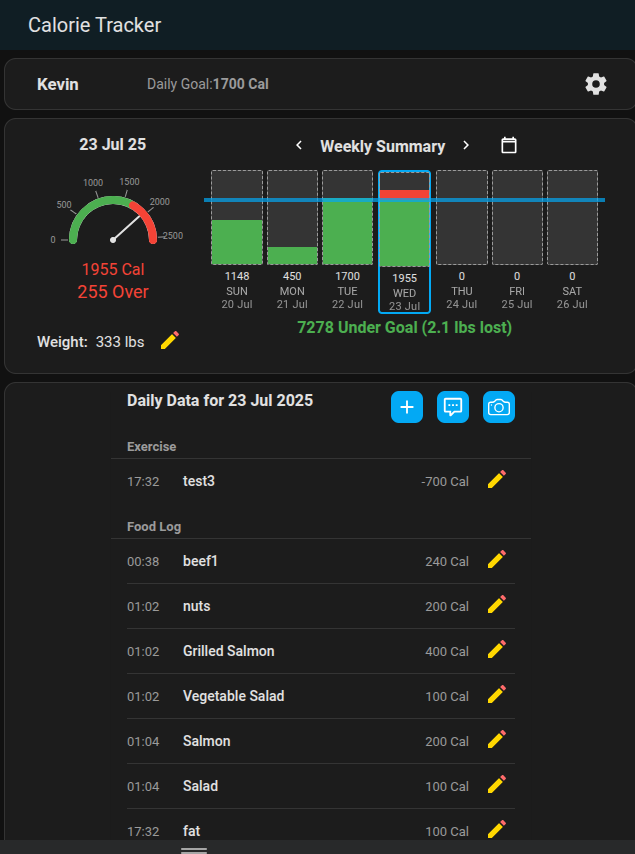 Calorie Tracker
Kevin Daily Goal:1700 Cal
23 Jul 25
0
500
1000
1500
2000
2500
1955 Cal
255 Over
Weight: 333 lbs
Weekly Summary
1148 450 1700 1955 0 0 0
SUN MON TUE WED THU FRI SAT
20 Jul 21 Jul 22 Jul 23 Jul 24 Jul 25 Jul 26 Jul
7278 Under Goal (2.1 lbs lost)
Daily Data for 23 Jul 2025
Exercise
17:32 test3 -700 Cal
Food Log
00:38 beef1 240 Cal
01:02 nuts 200 Cal
01:02 Grilled Salmon 400 Cal
01:02 Vegetable Salad 100 Cal
01:04 Salmon 200 Cal
01:04 Salad 100 Cal
17:32 fat 100 Cal